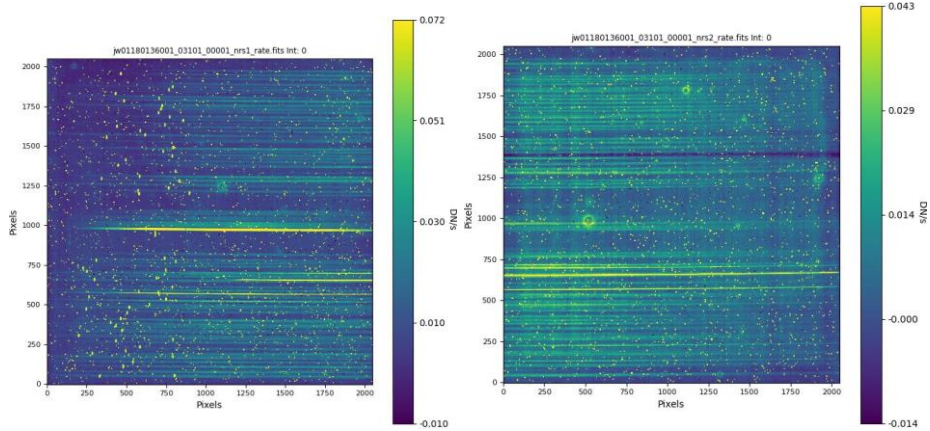 jw01180136001_03101_00001_nrs1_rate.fits Int: 0
2000
1750
1500
1250
1000
750
500
250
0
Pixels
0 250 500 750 1000 1250 1500 1750 2000
Pixels
0.072
0.051
0.030
0.010
-0.010
DN/s
jw01180136001_03101_00001_nrs2_rate.fits Int: 0
2000
1750
1500
1250
1000
750
500
250
0
Pixels
0 250 500 750 1000 1250 1500 1750 2000
Pixels
0.043
0.029
0.014
-0.000
-0.014
DN/s